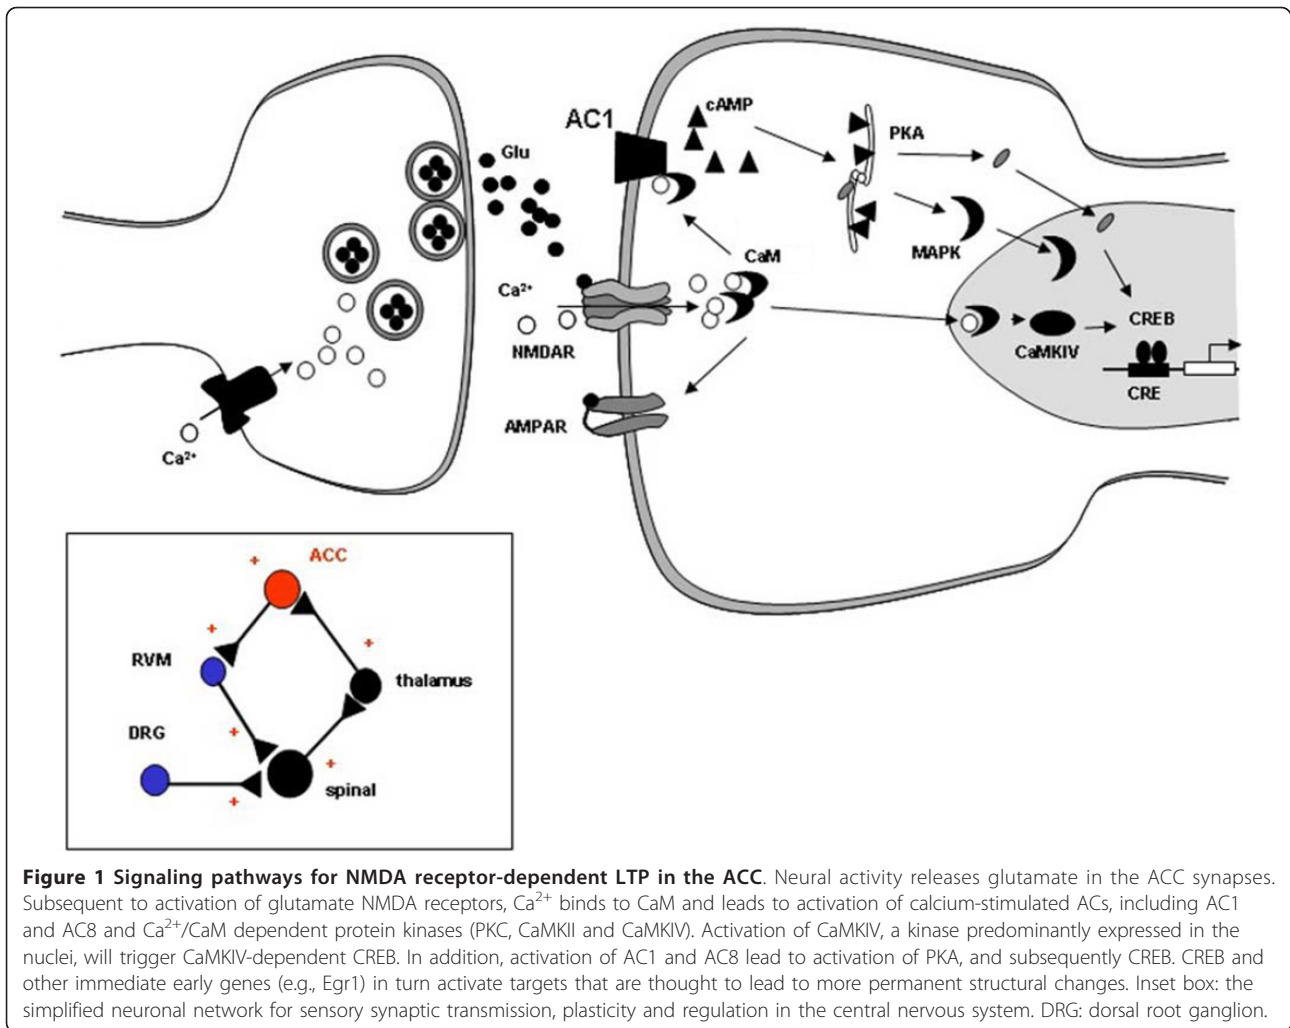 cAMP
AC1
Glu
PKA
MAPK
CaM
Ca²⁺
NMDAR
CREB
CaMKIV
CRE
AMPAR
Ca²⁺
+
ACC
+
+
RVM
thalamus
DRG
+
+
spinal
+
Figure 1 Signaling pathways for NMDA receptor-dependent LTP in the ACC. Neural activity releases glutamate in the ACC synapses.
Subsequent to activation of glutamate NMDA receptors, Ca²⁺ binds to CaM and leads to activation of calcium-stimulated ACs, including AC1
and AC8 and Ca²⁺/CaM dependent protein kinases (PKC, CaMKII and CaMKIV). Activation of CaMKIV, a kinase predominantly expressed in the
nuclei, will trigger CaMKIV-dependent CREB. In addition, activation of AC1 and AC8 lead to activation of PKA, and subsequently CREB. CREB and
other immediate early genes (e.g., Egr1) in turn activate targets that are thought to lead to more permanent structural changes. Inset box: the
simplified neuronal network for sensory synaptic transmission, plasticity and regulation in the central nervous system. DRG: dorsal root ganglion.